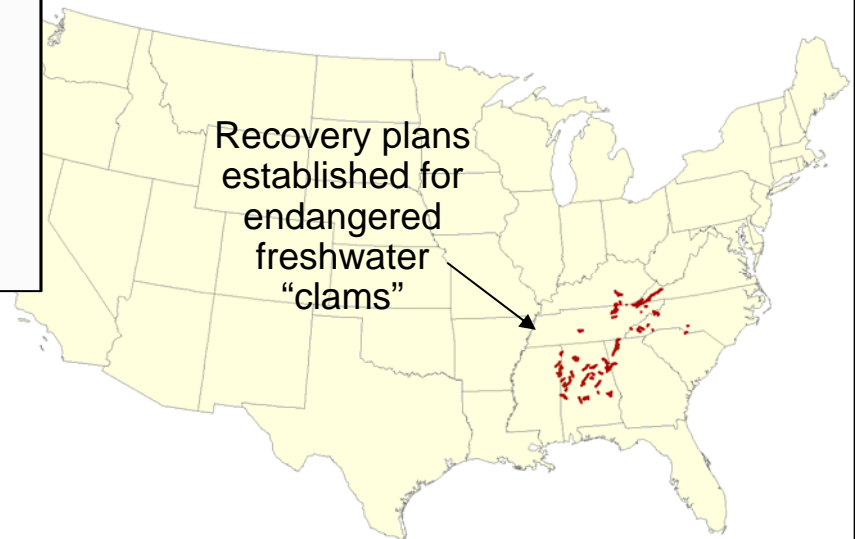 Recovery plans
established for
endangered
freshwater
“clams”